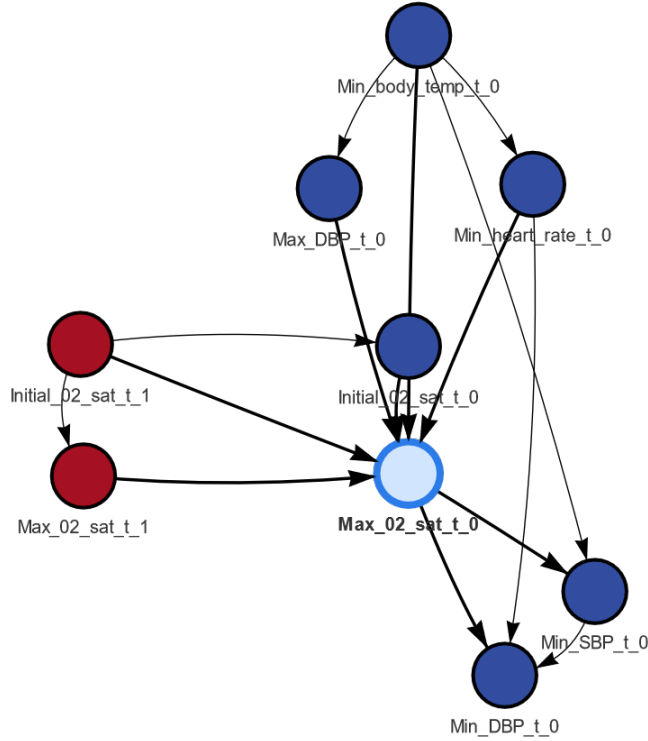 Min_body_temp_t_0
Max_DBP_t_0
Min_heart_rate_t_0
Initial_02_sat_t_1
Initial_02_sat_t_0
Max_02_sat_t_1
Max_02_sat_t_0
Min_SBP_t_0
Min_DBP_t_0